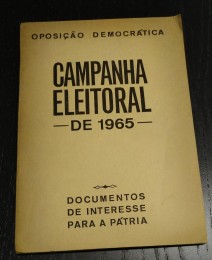 OPOSIÇÃO DEMOCRÁTICA
CAMPANHA
ELEITORAL
— DE 1965 —
DOCUMENTOS
DE INTERESSE
PARA A PÁTRIA